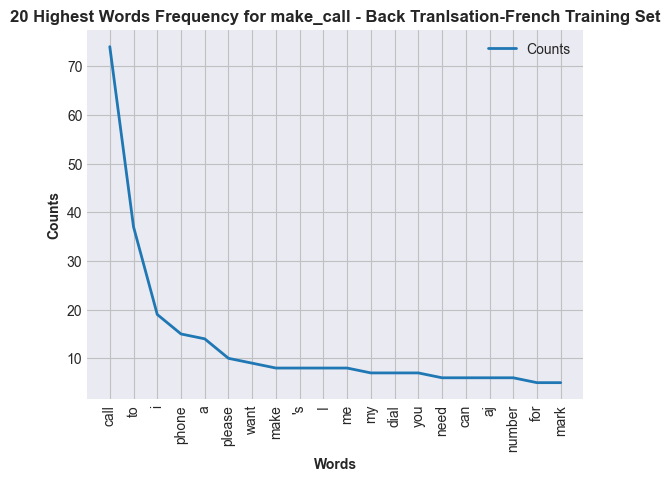 20 Highest Words Frequency for make_call - Back Tranlsation-French Training Set
Counts
70
60
50
40
30
20
10
Counts
call
to
i
phone
a
please
want
make
's
I
me
my
dial
you
need
can
aj
number
for
mark
Words